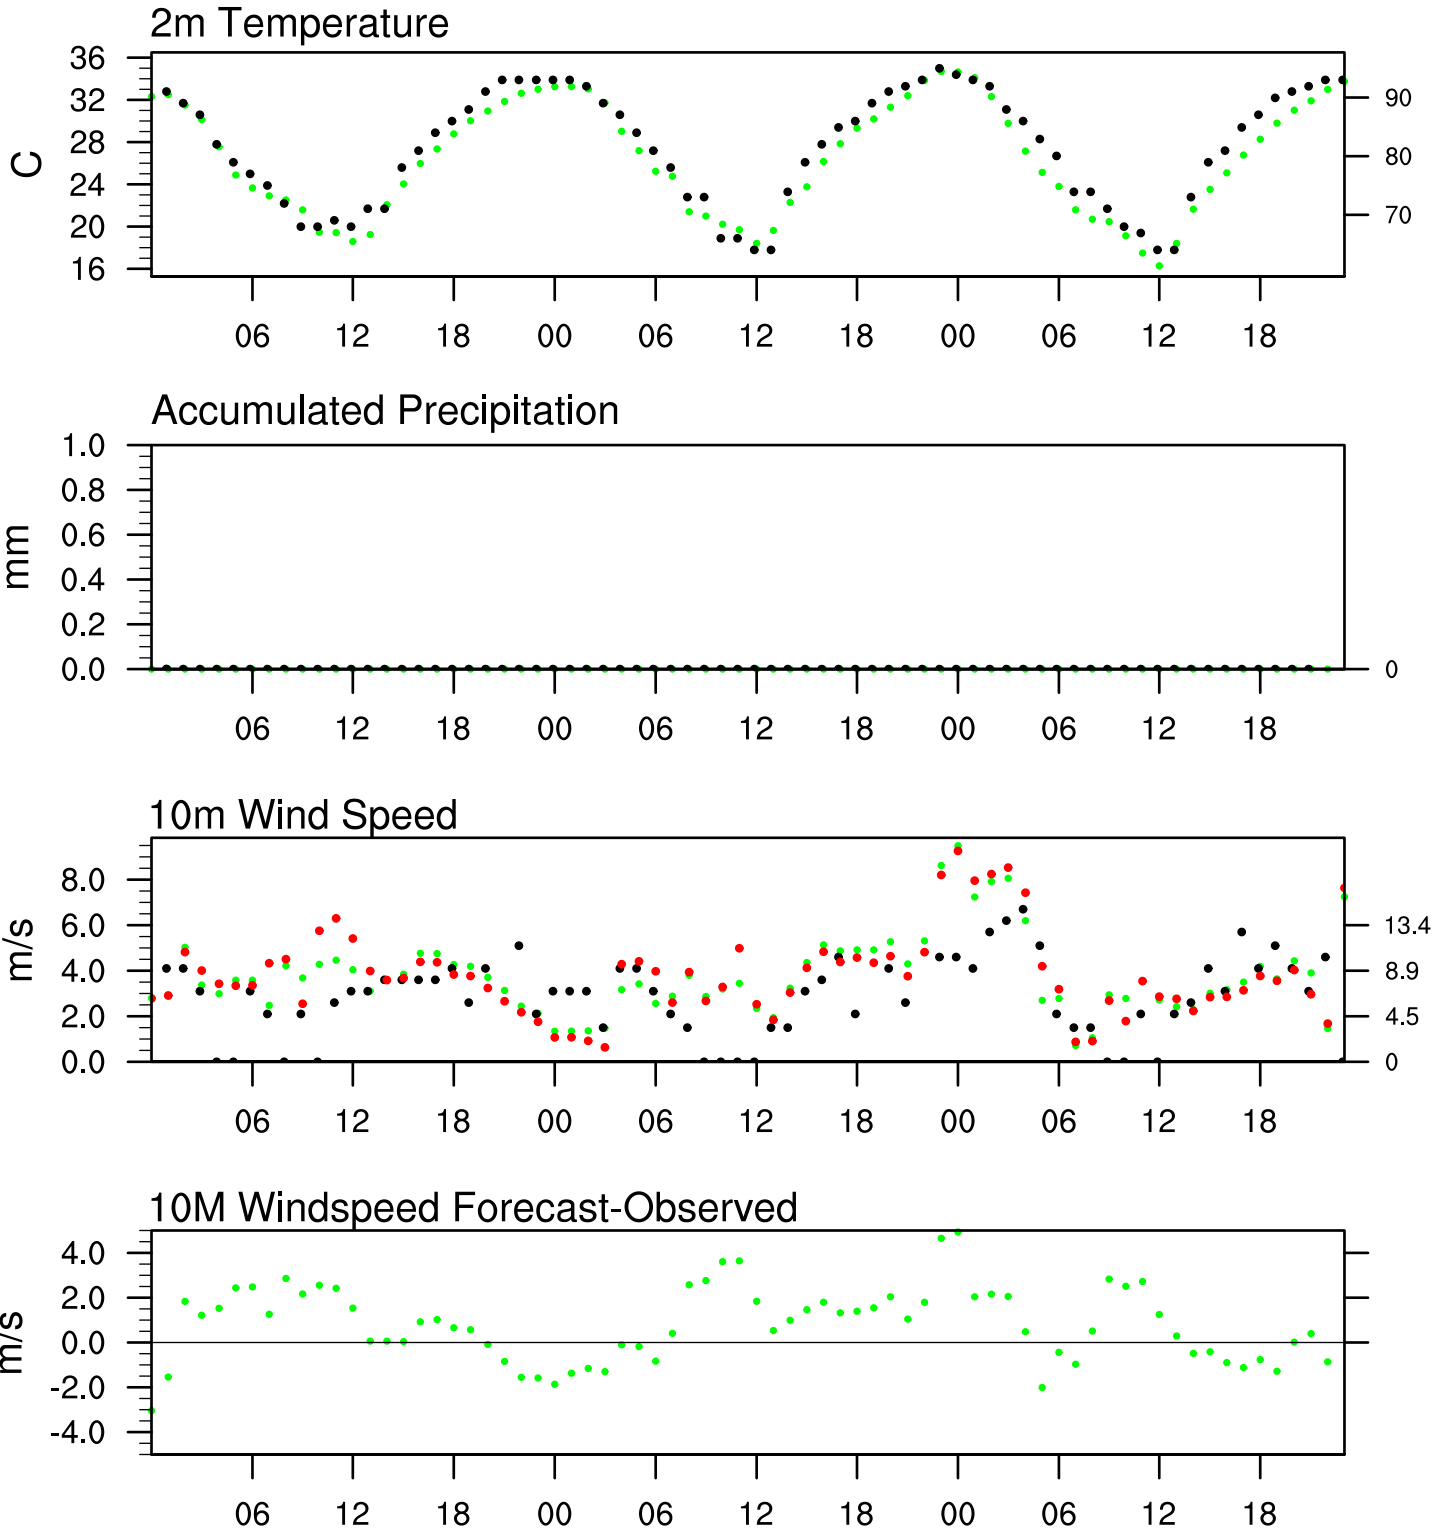 2m Temperature
36
32
28
24
20
16
C
90
80
70
06 12 18 00 06 12 18 00 06 12 18
Accumulated Precipitation
1.0
0.8
0.6
0.4
0.2
0.0
mm
0
06 12 18 00 06 12 18 00 06 12 18
10m Wind Speed
8.0
6.0
4.0
2.0
0.0
m/s
13.4
8.9
4.5
0
06 12 18 00 06 12 18 00 06 12 18
10M Windspeed Forecast-Observed
4.0
2.0
0.0
-2.0
-4.0
m/s
06 12 18 00 06 12 18 00 06 12 18